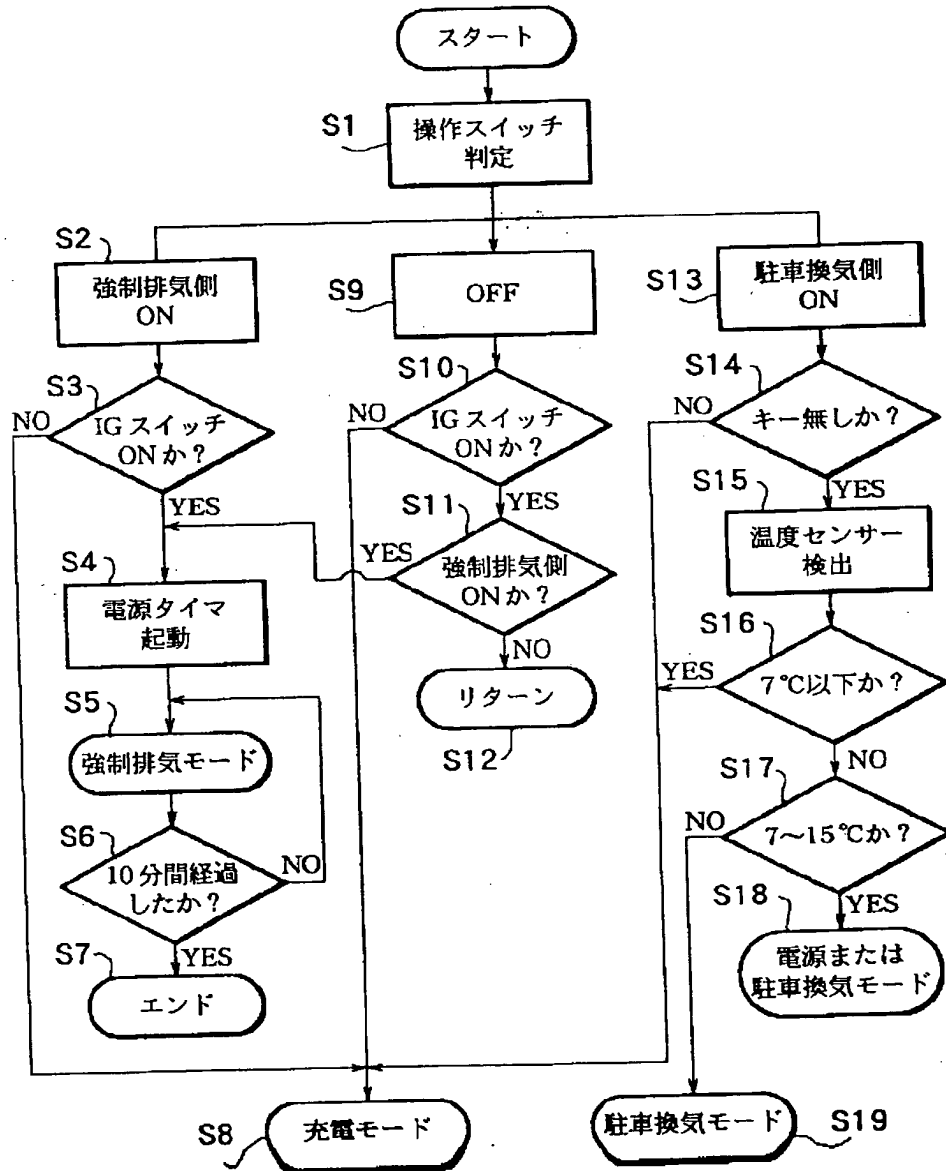 スタート
S1
操作スイッチ
判定
S2
強制排気側
ON
S9
OFF
S13
駐車換気側
ON
S3
NO
IGスイッチ
ONか?
YES
S10
NO
IGスイッチ
ONか?
YES
S14
NO
キー無しか?
YES
S11
YES
強制排気側
ONか?
NO
S15
温度センサー
検出
S4
電源タイマ
起動
S16
YES
7℃以下か?
NO
リターン
S12
S5
強制排気モード
S17
NO
7〜15℃か?
YES
S6
10分間経過
したか?
NO
YES
S18
電源または
駐車換気モード
S7
エンド
S8
充電モード
駐車換気モード
S19